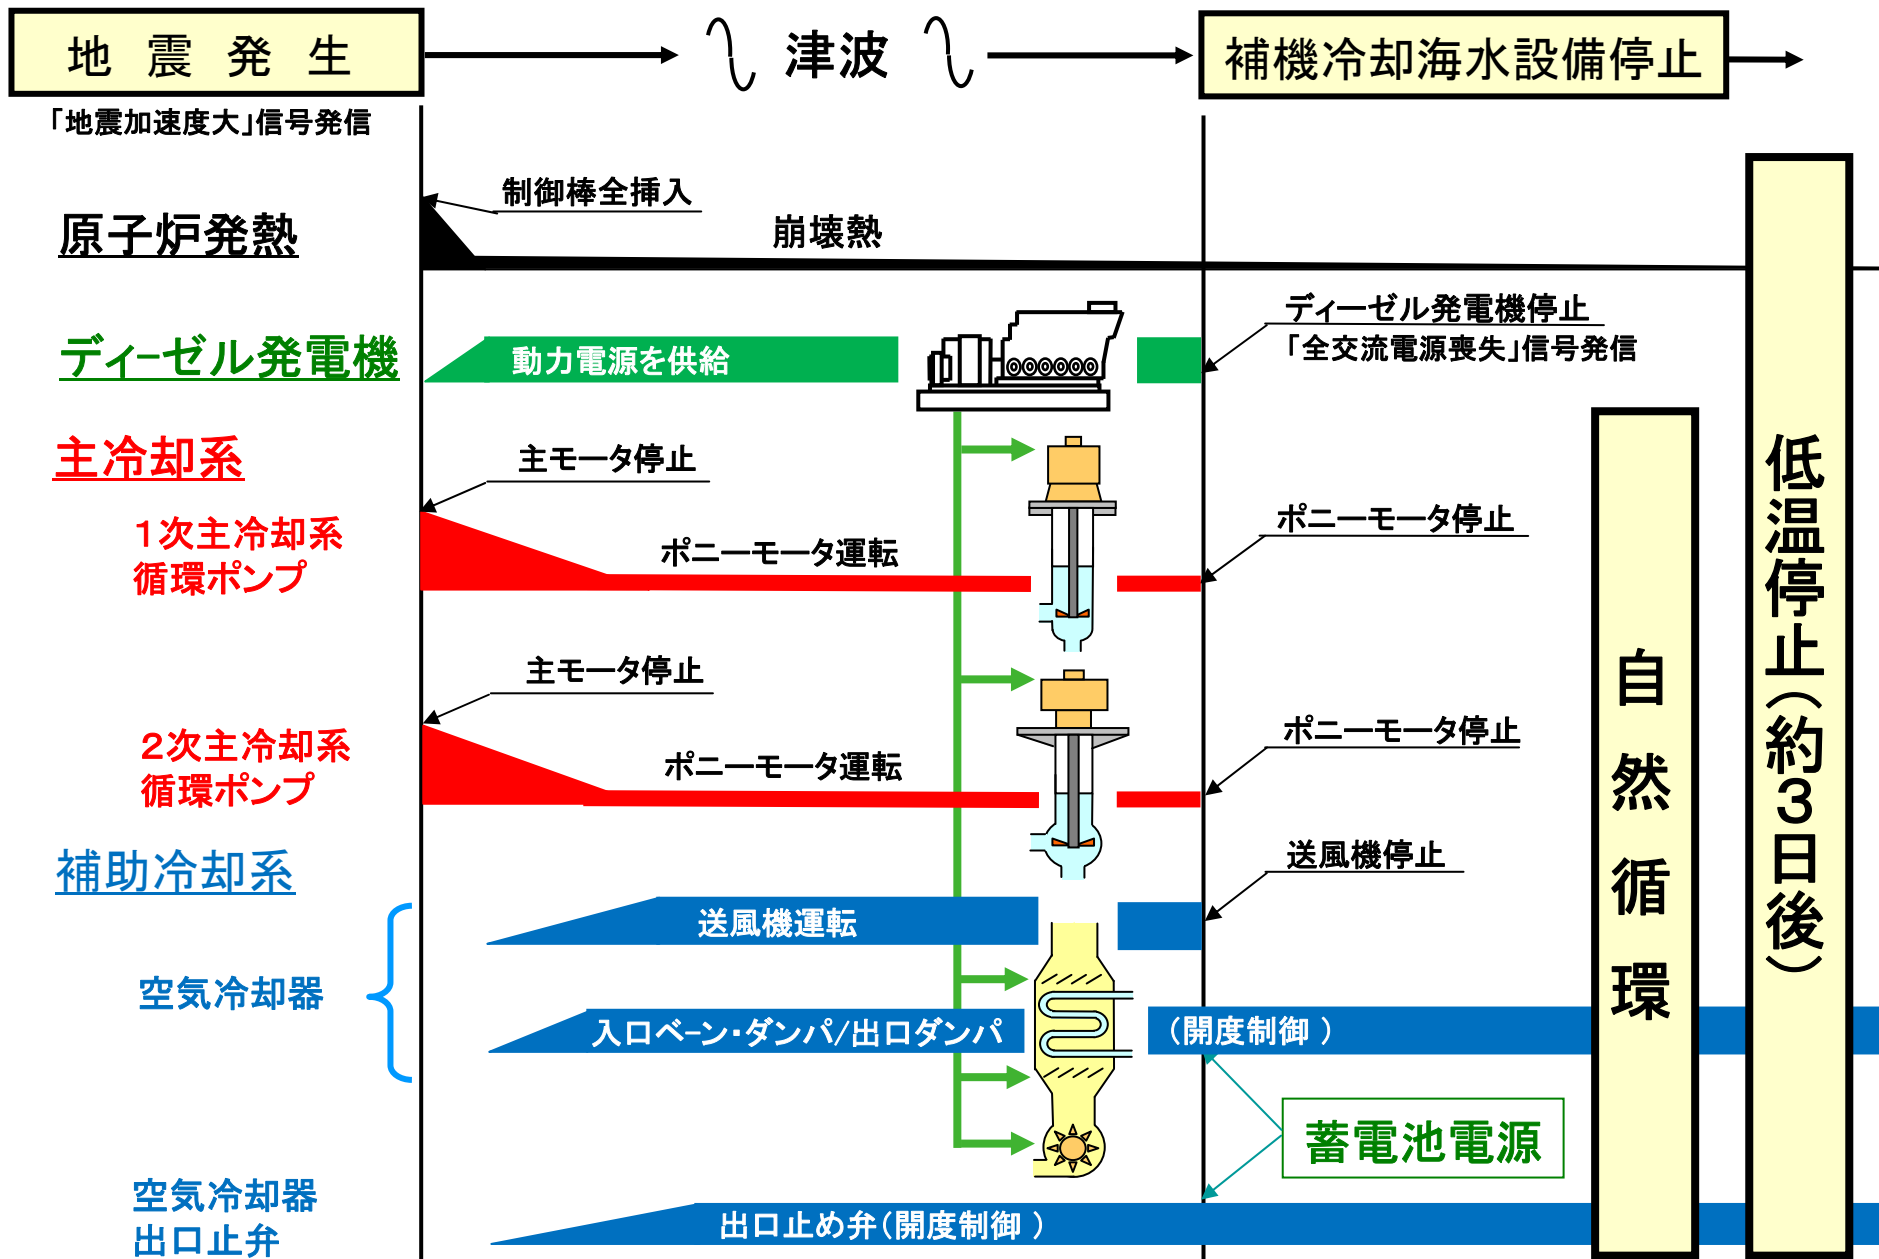 地震発生
津波
補機冷却海水設備停止
「地震加速度大」信号発信
制御棒全挿入
原子炉発熱
崩壊熱
ディーゼル発電機
動力電源を供給
ディーゼル発電機停止
「全交流電源喪失」信号発信
主冷却系
主モータ停止
1次主冷却系
循環ポンプ
ポニーモータ運転
ポニーモータ停止
主モータ停止
2次主冷却系
循環ポンプ
ポニーモータ運転
ポニーモータ停止
補助冷却系
送風機運転
送風機停止
空気冷却器
入口ベーン・ダンパ/出口ダンパ
(開度制御)
蓄電池電源
空気冷却器
出口止弁
出口止め弁(開度制御)
自然循環
低温停止(約3日後)